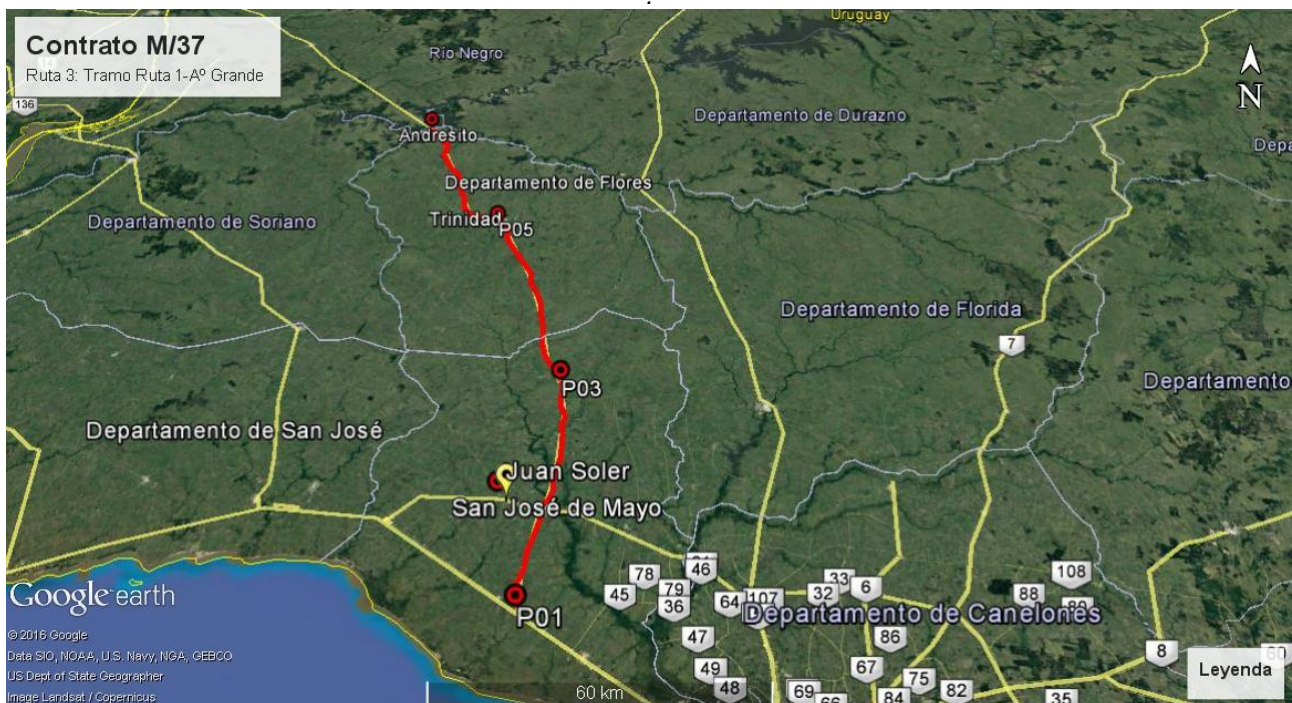 Uruguay
Contrato M/37
Ruta 3: Tramo Ruta 1-Aº Grande
N
Río Negro
136
Departamento de Durazno
Andresito
Departamento de Flores
Departamento de Soriano
Trinidad
P05
Departamento de Florida
7
P03
Departamento
Departamento de San José
Juan Soler
San José de Mayo
P01
46
78
45
79
36
64
107
33
32
6
108
88
Departamento de Canelones
47
86
49
48
67
75
69
84
82
35
8
60
Google earth
© 2016 Google
Data SIO, NOAA, U.S. Navy, NGA, GEBCO
US Dept of State Geographer
Image Landsat / Copernicus
60 km
Leyenda